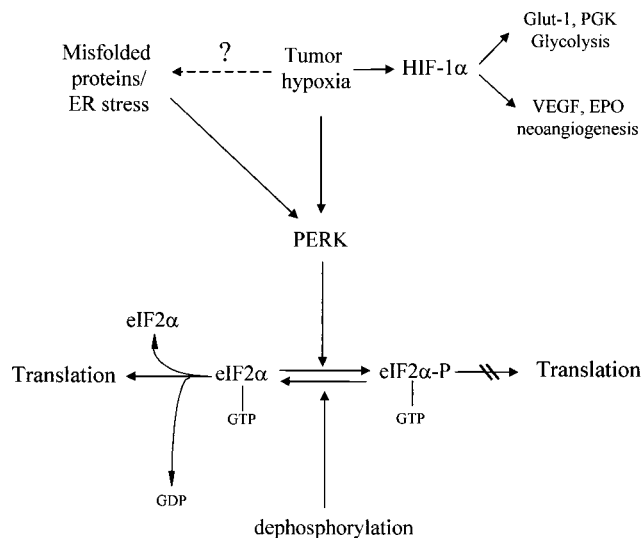 Glut-1, PGK
Glycolysis
Misfolded
proteins/
ER stress
?
Tumor
hypoxia
HIF-1α
VEGF, EPO
neoangiogenesis
PERK
eIF2α
Translation
eIF2α
GTP
eIF2α-P
GTP
Translation
GDP
dephosphorylation